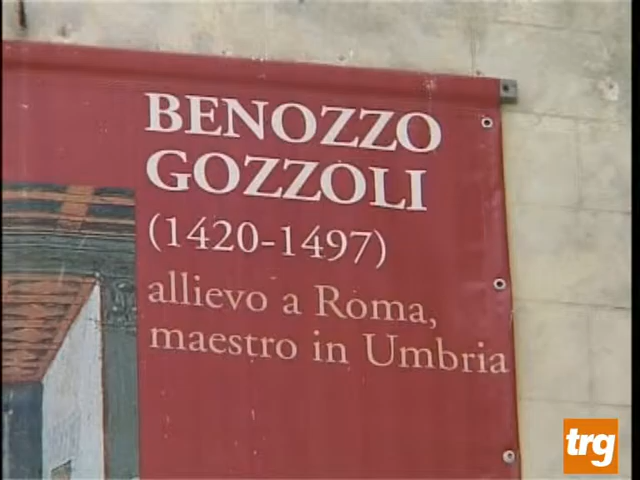 BENOZZO
GOZZOLI
(1420-1497)
allievo a Roma,
maestro in Umbria
trg